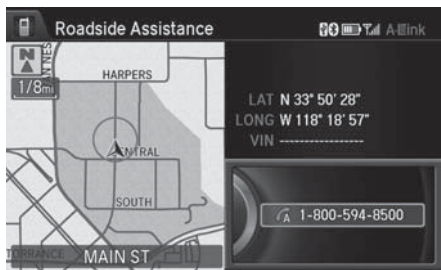 Roadside Assistance
A-link
N
HARPERS
1/8mi
NTRAL
SOUTH
TORRANCE
MAIN ST
LAT N 33° 50' 28"
LONG W 118° 18' 57"
VIN -----------------
A 1-800-594-8500